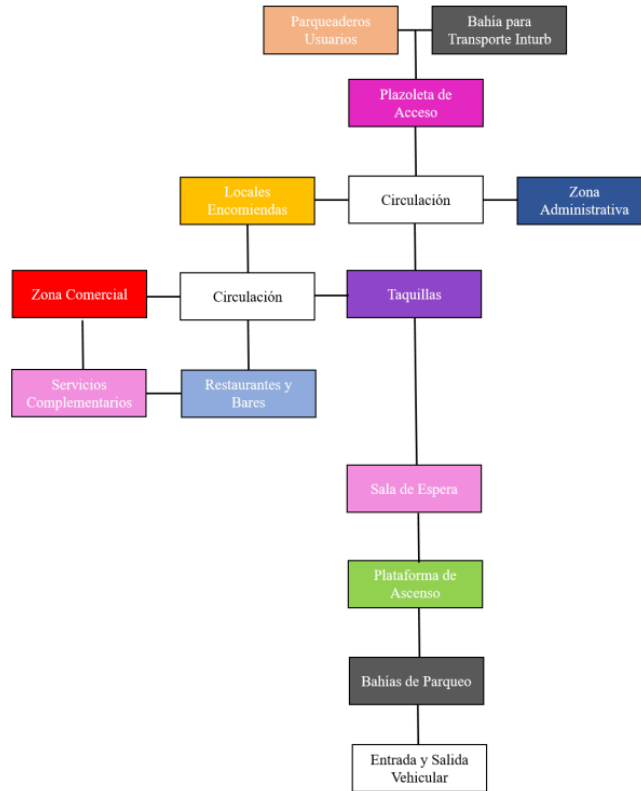 Parqueaderos
Usuarios
Bahía para
Transporte Inturb
Plazoleta de
Acceso
Locales
Encomiendas
Circulación
Zona
Administrativa
Zona Comercial
Circulación
Taquillas
Servicios
Complementarios
Restaurantes y
Bares
Sala de Espera
Plataforma de
Ascenso
Bahías de Parqueo
Entrada y Salida
Vehicular